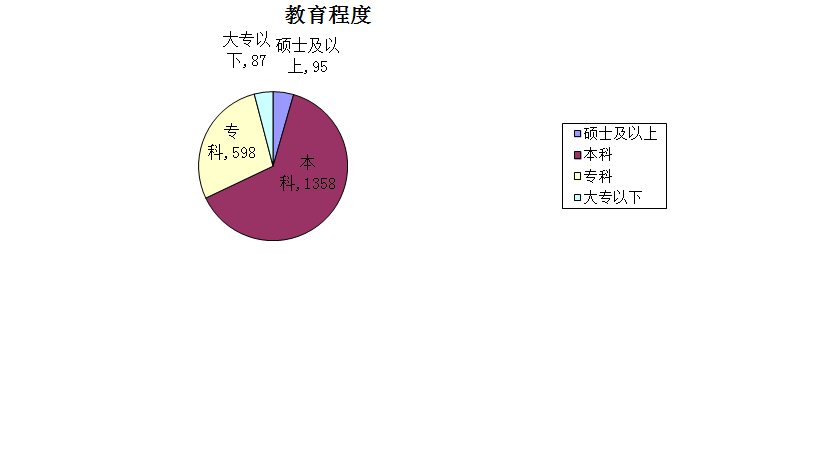 教育程度
大专以
下,87
硕士及以
上,95
专
科,598
本
科,1358
硕士及以上
本科
专科
大专以下